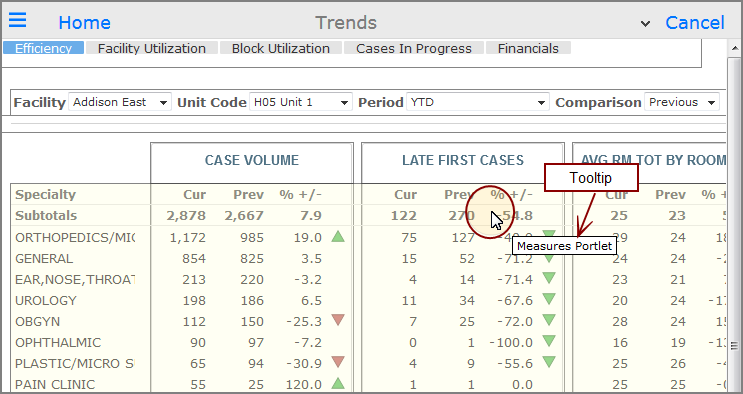 Home Trends Cancel
Efficiency Facility Utilization Block Utilization Cases In Progress Financials
Facility Addison East Unit Code H05 Unit 1 Period YTD Comparison Previous
CASE VOLUME LATE FIRST CASES AVG RM TOT BY ROOM
Tooltip
Specialty Cur Prev % +/- Cur Prev % +/- Cur Prev %
Subtotals 2,878 2,667 7.9 122 270 -54.8 25 23
ORTHOPEDICS/MIC 1,172 985 19.0 75 127 29 24 18
Measures Portlet
GENERAL 854 825 3.5 15 52 -71.2 24 24
EAR,NOSE,THROAT 213 220 -3.2 4 14 -71.4 23 24
UROLOGY 198 186 6.5 11 34 -67.6 20 24 -17
OBGYN 112 150 -25.3 7 25 -72.0 28 24 15
OPHTHALMIC 90 97 -7.2 0 1 -100.0 16 19 -13
PLASTIC/MICRO S 65 94 -30.9 4 9 -55.6 25 26 -4
PAIN CLINIC 55 25 120.0 1 1 0.0 25 25